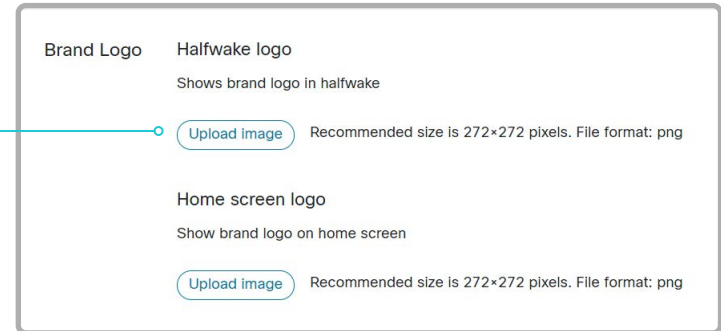 Brand Logo
Halfwake logo
Shows brand logo in halfwake
Upload image
Recommended size is 272×272 pixels. File format: png
Home screen logo
Show brand logo on home screen
Upload image
Recommended size is 272×272 pixels. File format: png